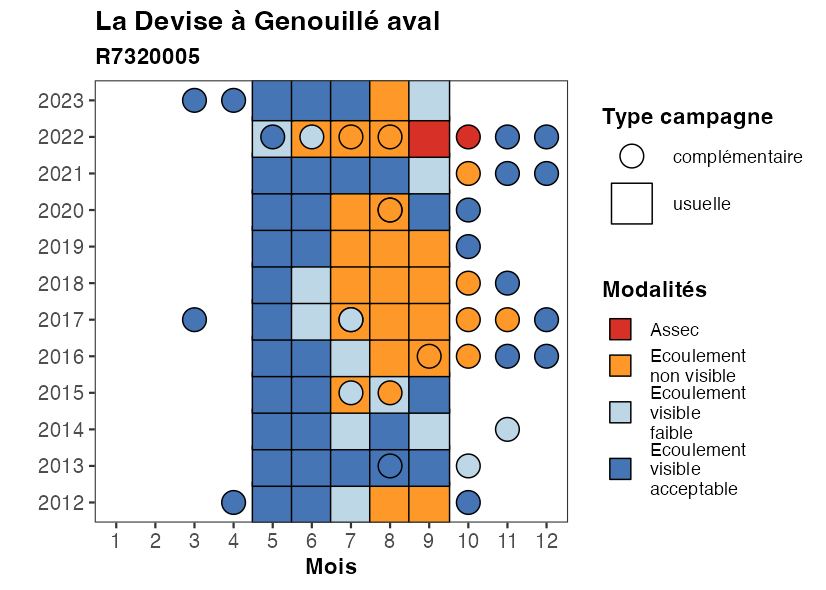 La Devise à Genouillé aval
R7320005
2023
2022
2021
2020
2019
2018
2017
2016
2015
2014
2013
2012
1 2 3 4 5 6 7 8 9 10 11 12
Mois
Type campagne
complémentaire
usuelle
Modalités
Assec
Ecoulement
non visible
Ecoulement
visible
faible
Ecoulement
visible
acceptable